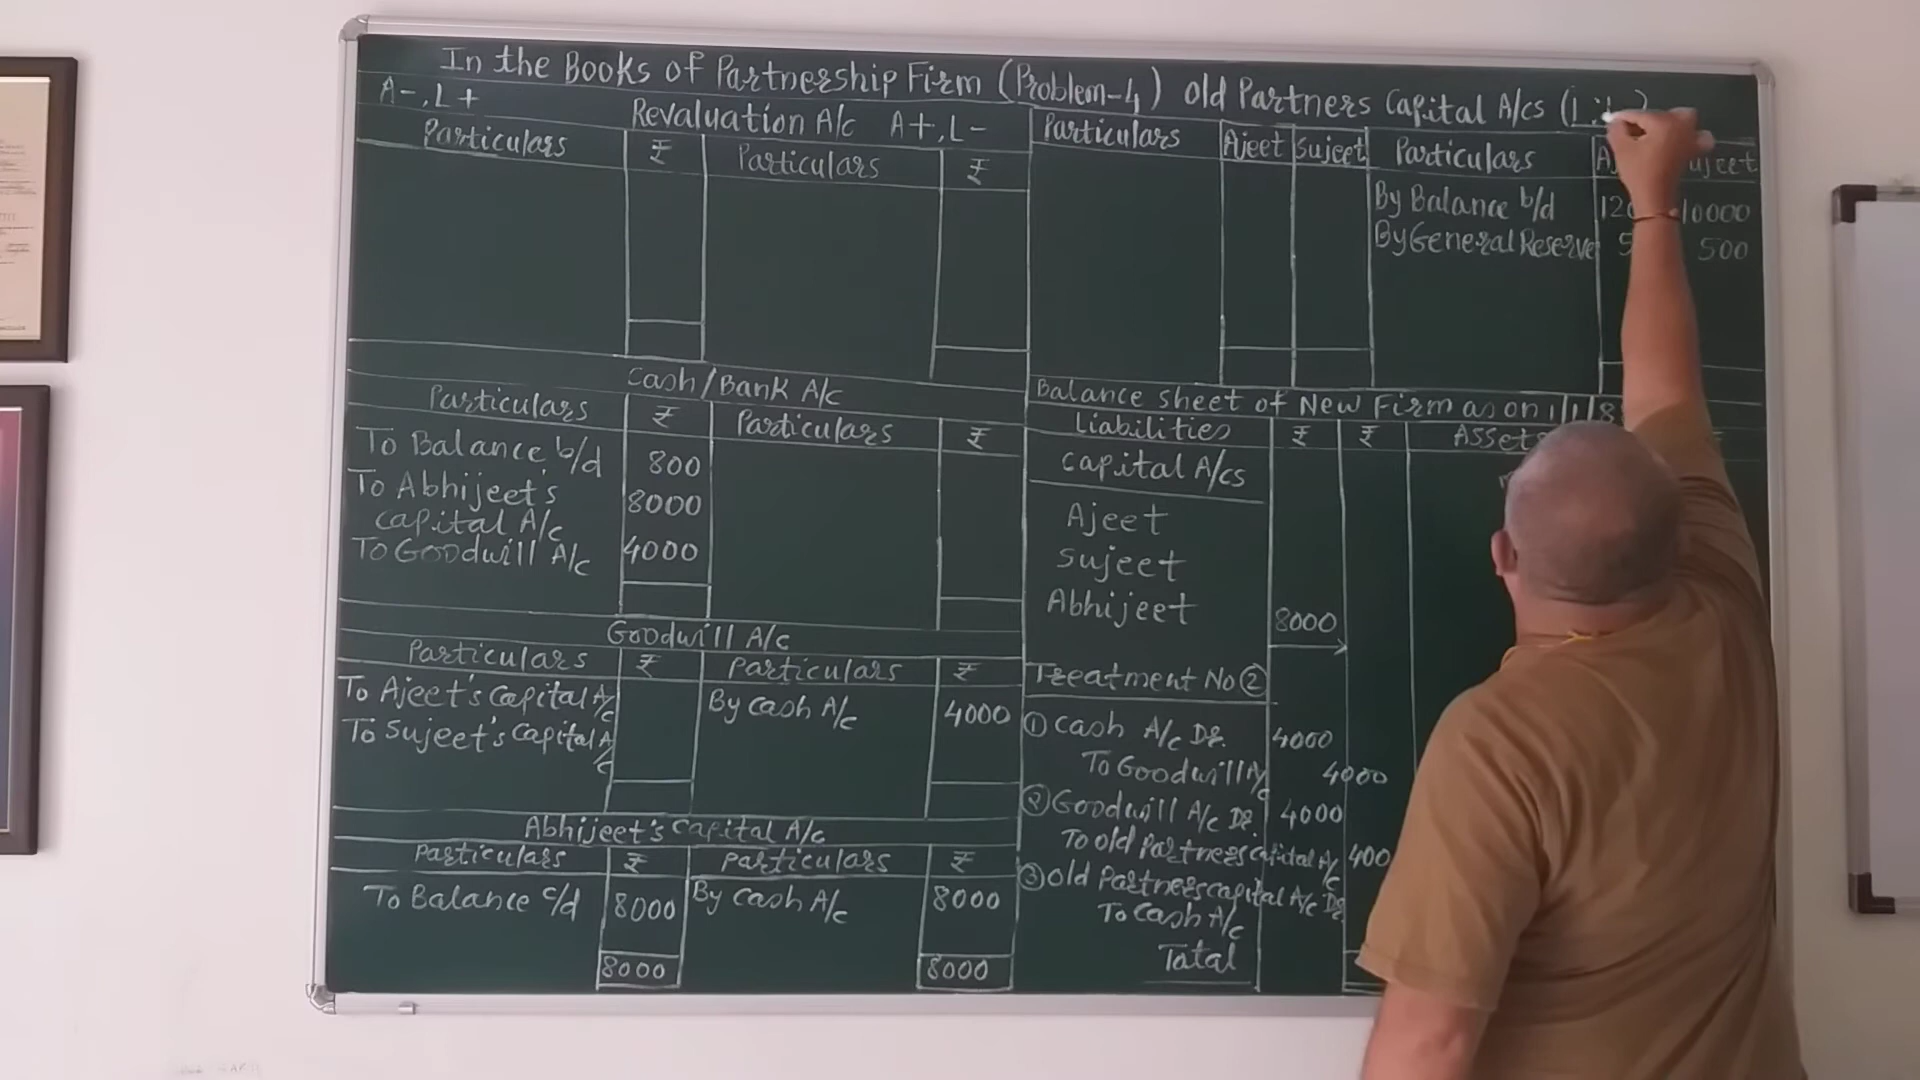 In the Books of Partnership Firm (Problem-4) Old Partners Capital A/cs
A-, L+
Revaluation A/c A+, L-
Particulars ₹ Particulars ₹
Particulars Ajeet Sujeet Particulars
By Balance b/d 10000
By General Reserve 500
Cash/Bank A/c
Particulars ₹ Particulars ₹
To Balance b/d 800
To Abhijeet's 8000
Capital A/c
To Goodwill A/c 4000
Goodwill A/c
Particulars ₹ Particulars ₹
To Ajeet's Capital A/c By Cash A/c 4000
To Sujeet's Capital A/c
Abhijeet's Capital A/c
Particulars ₹ Particulars ₹
To Balance c/d 8000 By Cash A/c 8000
8000 8000
Balance Sheet of New Firm as on 1/1/8
Liabilities ₹ ₹ Assets
Capital A/cs
Ajeet
Sujeet
Abhijeet 8000
Treatment No ②
① Cash A/c Dr. 4000
To Goodwill A/c 4000
② Goodwill A/c Dr. 4000
To Old Partners Capital A/c 400
③ Old Partners Capital A/c Dr
To Cash A/c
Total